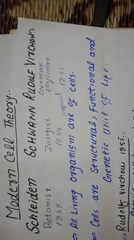 Modern Cell Theory:-
Schleiden Schwann Rudolf Virchow
Botanist Zoologist
1838 1839 1855
⇒ All Living organism are of cells.
⇒ Cells are Structural, Functional and
Genetic Unit of Life
Rudolf Virchow 1855:-